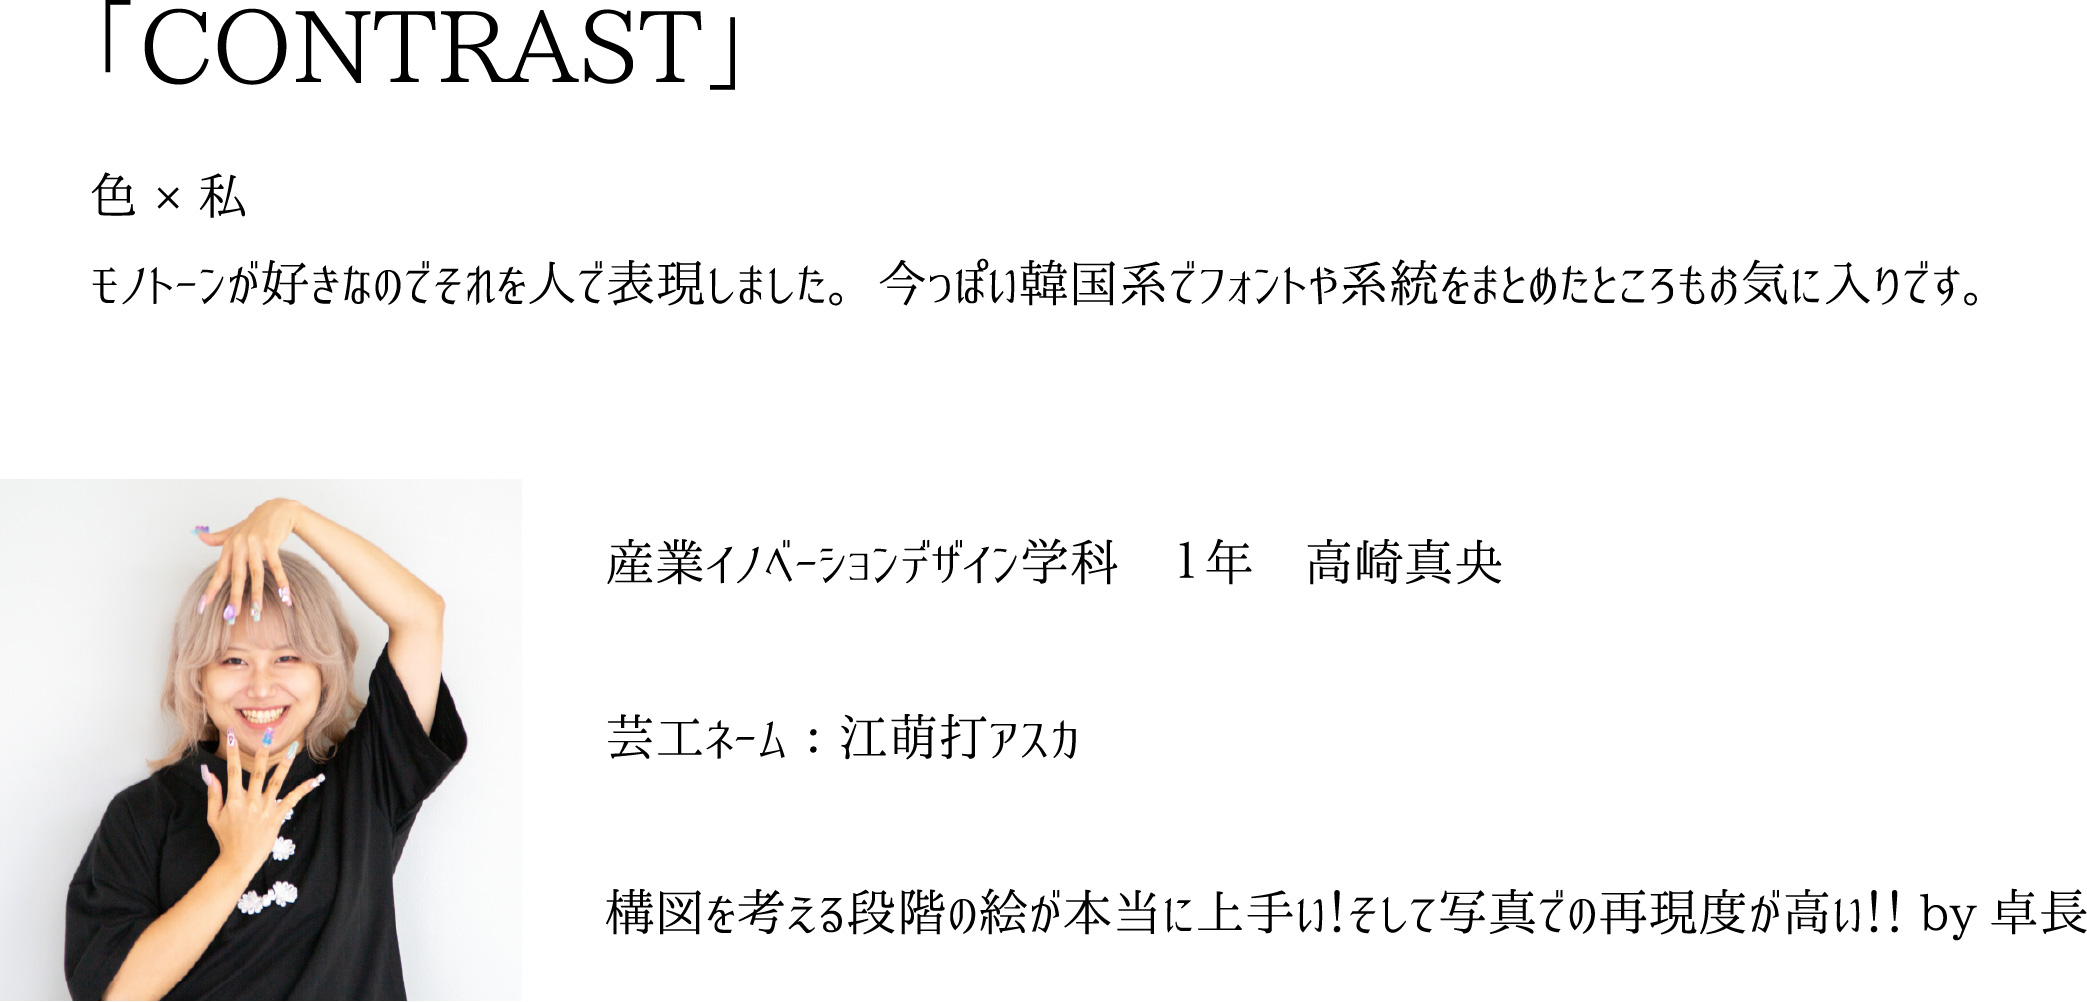 「CONTRAST」
色 × 私
モノトーンが好きなのでそれを人で表現しました。 今っぽい韓国系でフォントや系統をまとめたところもお気に入りです。
産業イノベーションデザイン学科　1年　高崎真央
芸工ネーム：江萌打アスカ
構図を考える段階の絵が本当に上手い！そして写真での再現度が高い！！ by 卓長